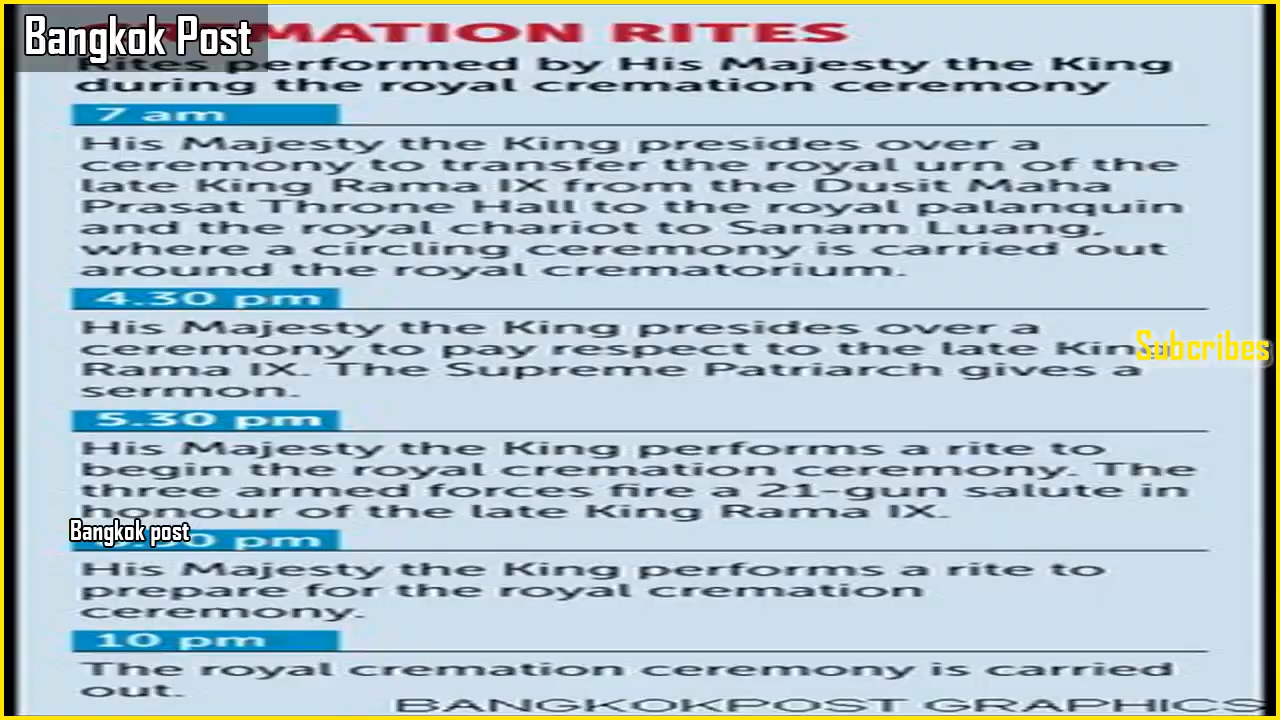 Bangkok Post
MATION RITES
Rites performed by His Majesty the King
during the royal cremation ceremony
7 am
His Majesty the King presides over a
ceremony to transfer the royal urn of the
late King Rama IX from the Dusit Maha
Prasat Throne Hall to the royal palanquin
and the royal chariot to Sanam Luang,
where a circling ceremony is carried out
around the royal crematorium.
4.30 pm
His Majesty the King presides over a
ceremony to pay respect to the late King
Subcribes
Rama IX. The Supreme Patriarch gives a
sermon.
5.30 pm
His Majesty the King performs a rite to
begin the royal cremation ceremony. The
three armed forces fire a 21-gun salute in
honour of the late King Rama IX.
Bangkok post
pm
His Majesty the King performs a rite to
prepare for the royal cremation
ceremony.
10 pm
The royal cremation ceremony is carried
out.
BANGKOKPOST GRAPHICS